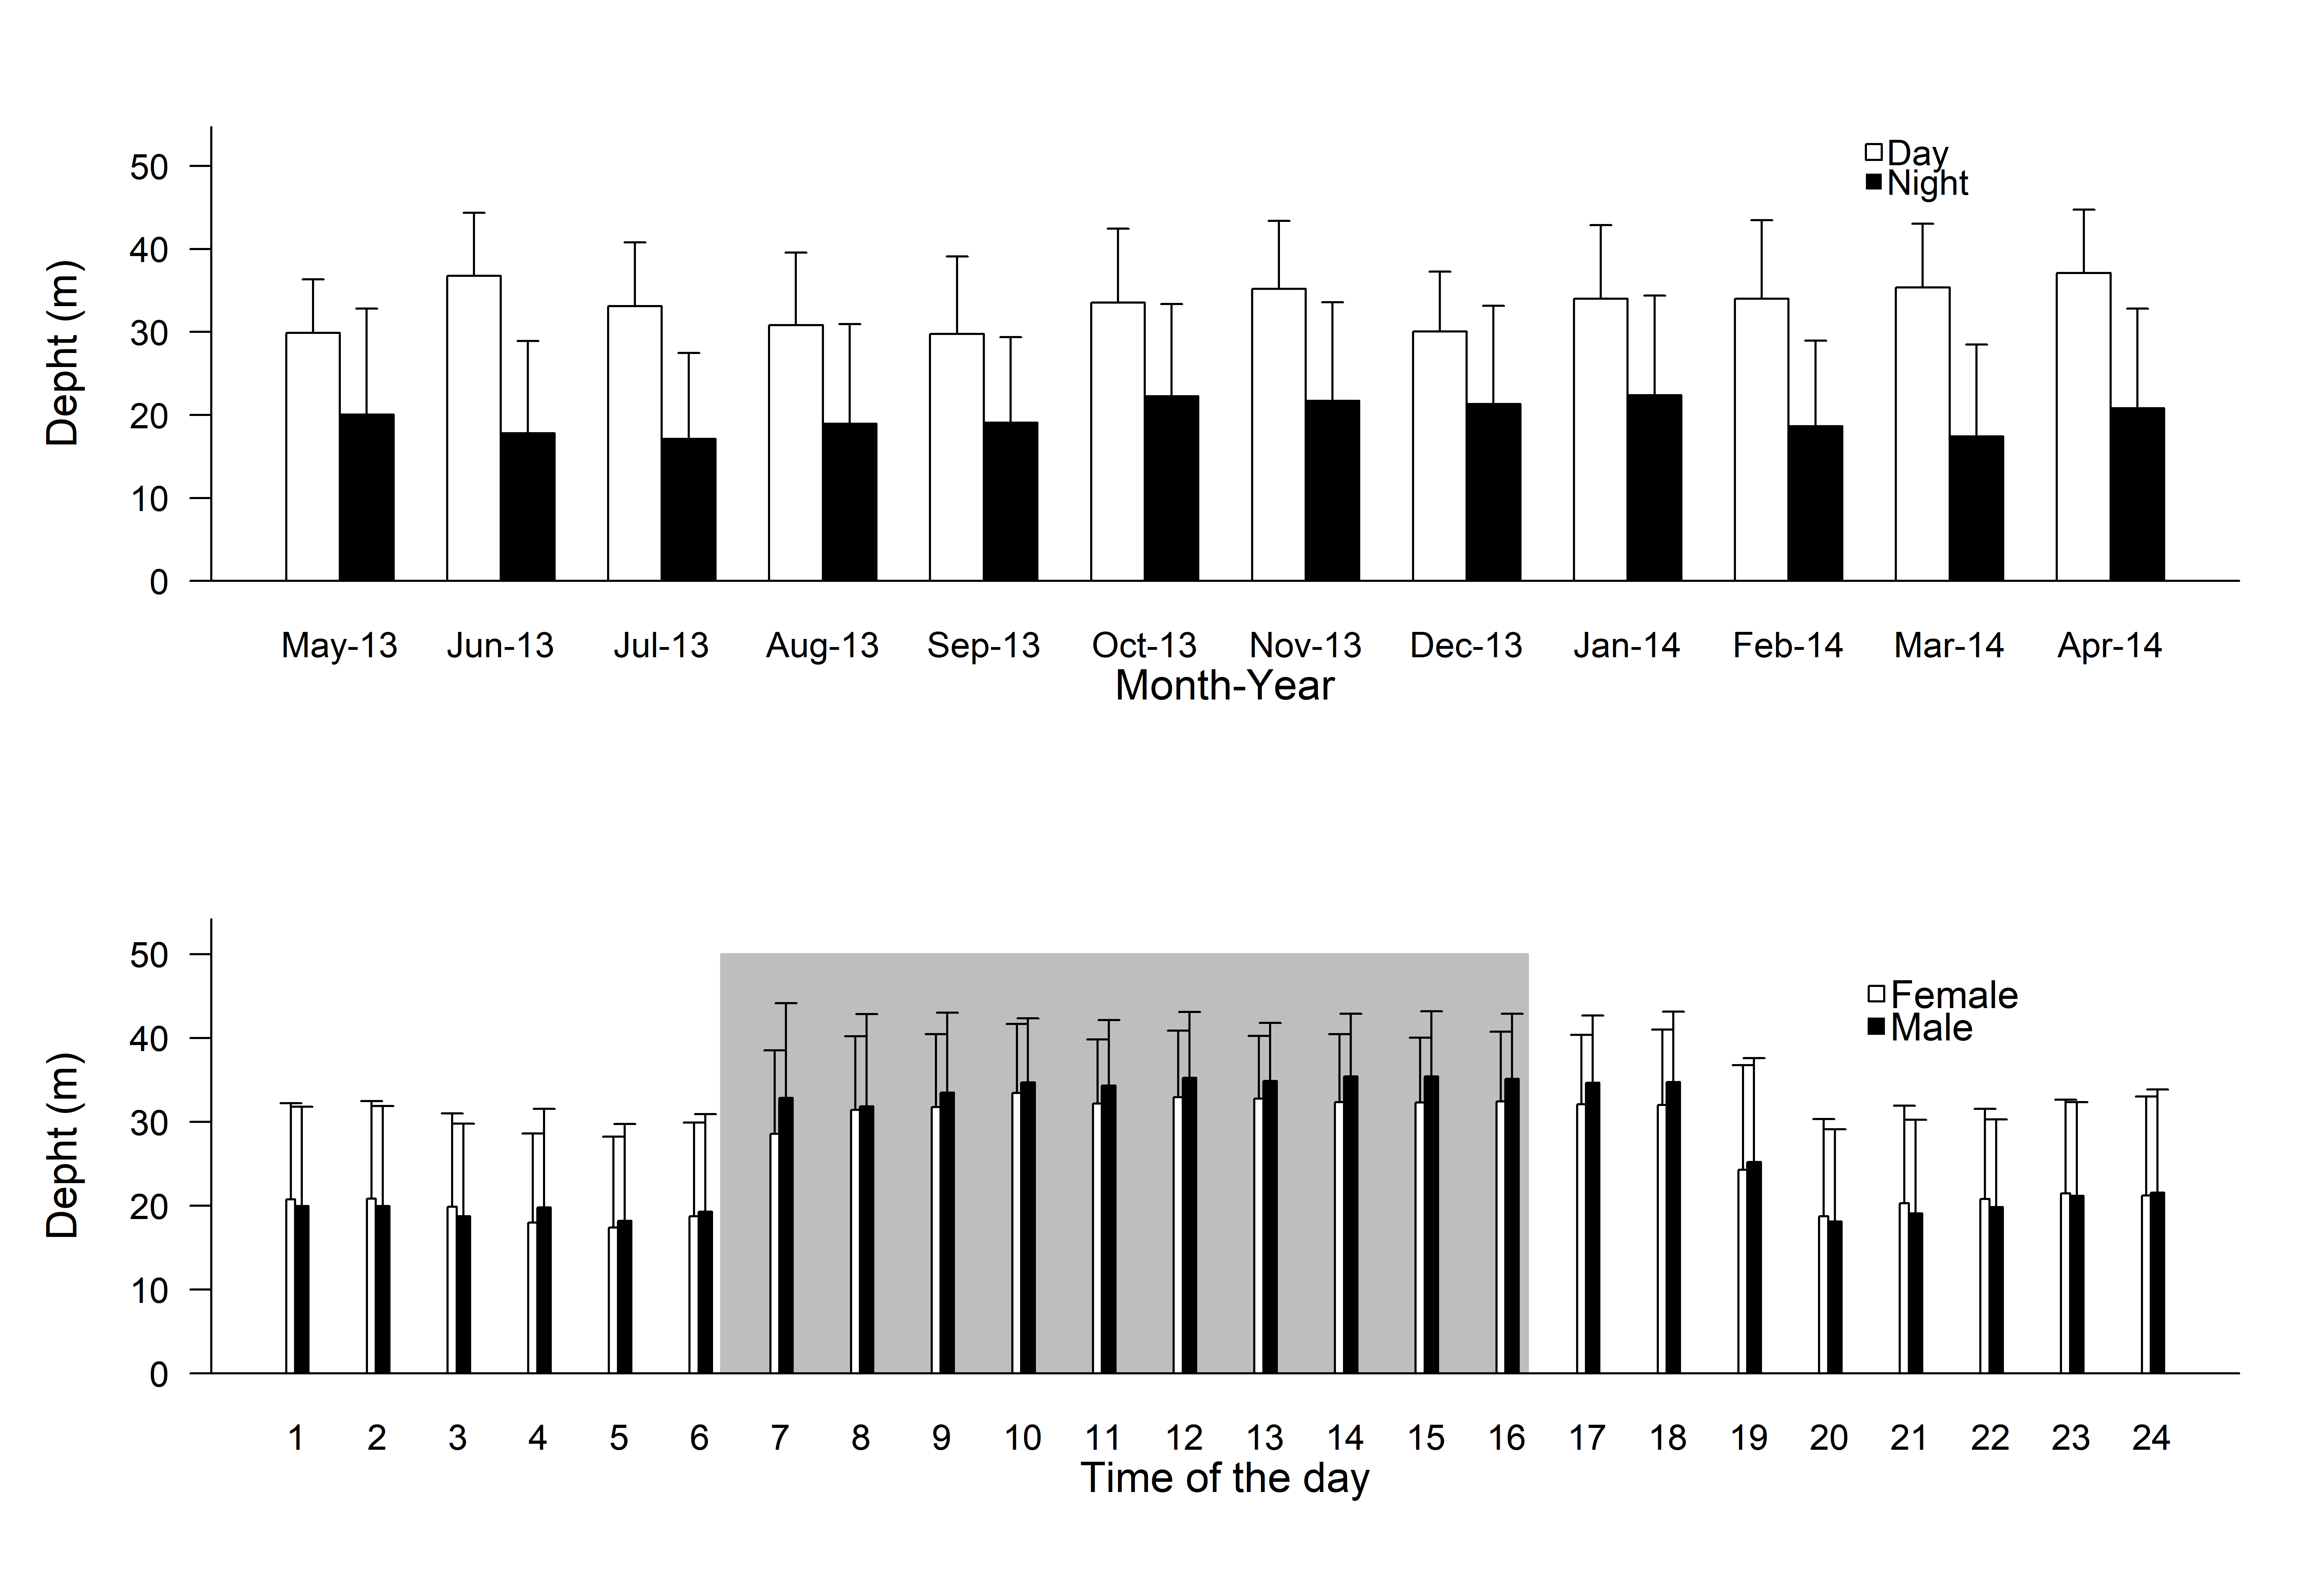 50
40
30
20
10
0
Depht (m)
Day
Night
May-13 Jun-13 Jul-13 Aug-13 Sep-13 Oct-13 Nov-13 Dec-13 Jan-14 Feb-14 Mar-14 Apr-14
Month-Year
50
40
30
20
10
0
Depht (m)
Female
Male
1 2 3 4 5 6 7 8 9 10 11 12 13 14 15 16 17 18 19 20 21 22 23 24
Time of the day